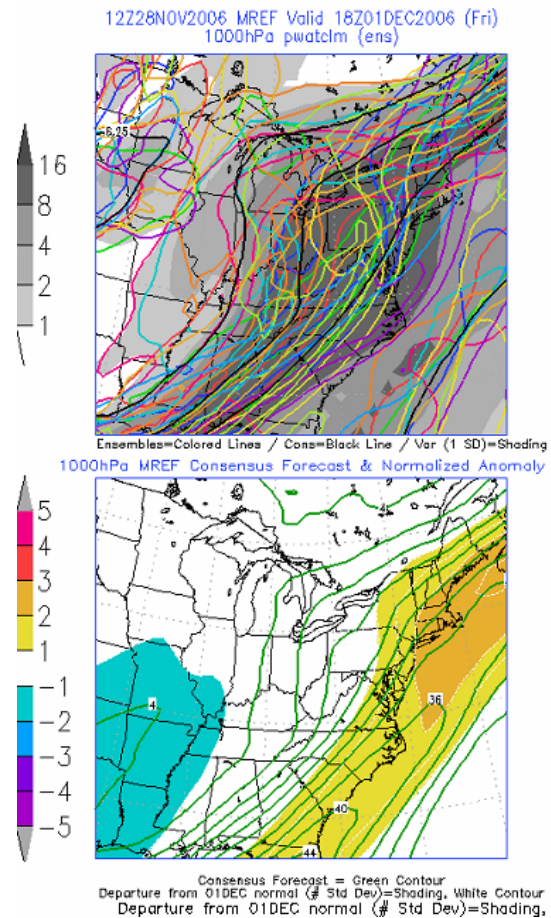 12Z28NOV2006 MREF Valid 18Z01DEC2006 (Fri)
1000hPa pwatclm (ens)
6.25
16
8
4
2
1
Ensembles=Colored Lines / Cons=Black Line / Var (1 SD)=Shading
1000hPa MREF Consensus Forecast & Normalized Anomaly
5
4
3
2
1
-1
-2
-3
-4
-5
4
36
40
44
Consensus Forecast = Green Contour
Departure from 01DEC normal (# Std Dev)=Shading, White Contour
Departure from 01DEC normal (# Std Dev)=Shading,